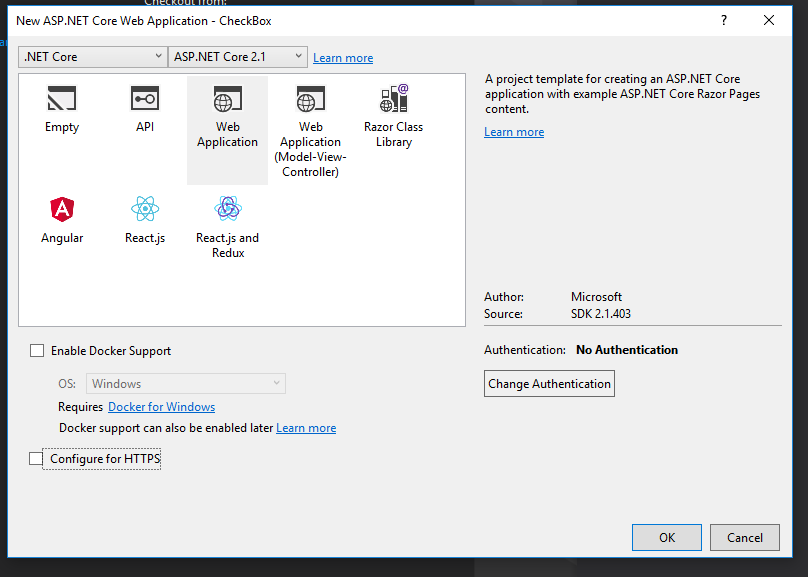 Checkout from:
New ASP.NET Core Web Application - CheckBox
?
.NET Core
ASP.NET Core 2.1
Learn more
Empty
API
Web
Application
Web
Application
(Model-View-
Controller)
Razor Class
Library
Angular
React.js
React.js and
Redux
A project template for creating an ASP.NET Core
application with example ASP.NET Core Razor Pages
content.
Learn more
Author: Microsoft
Source: SDK 2.1.403
Authentication: No Authentication
Change Authentication
Enable Docker Support
OS: Windows
Requires Docker for Windows
Docker support can also be enabled later Learn more
Configure for HTTPS
OK
Cancel